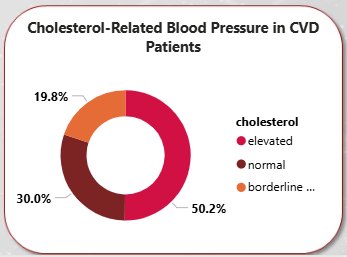 Cholesterol-Related Blood Pressure in CVD
Patients
19.8%
cholesterol
elevated
normal
borderline ...
30.0%
50.2%